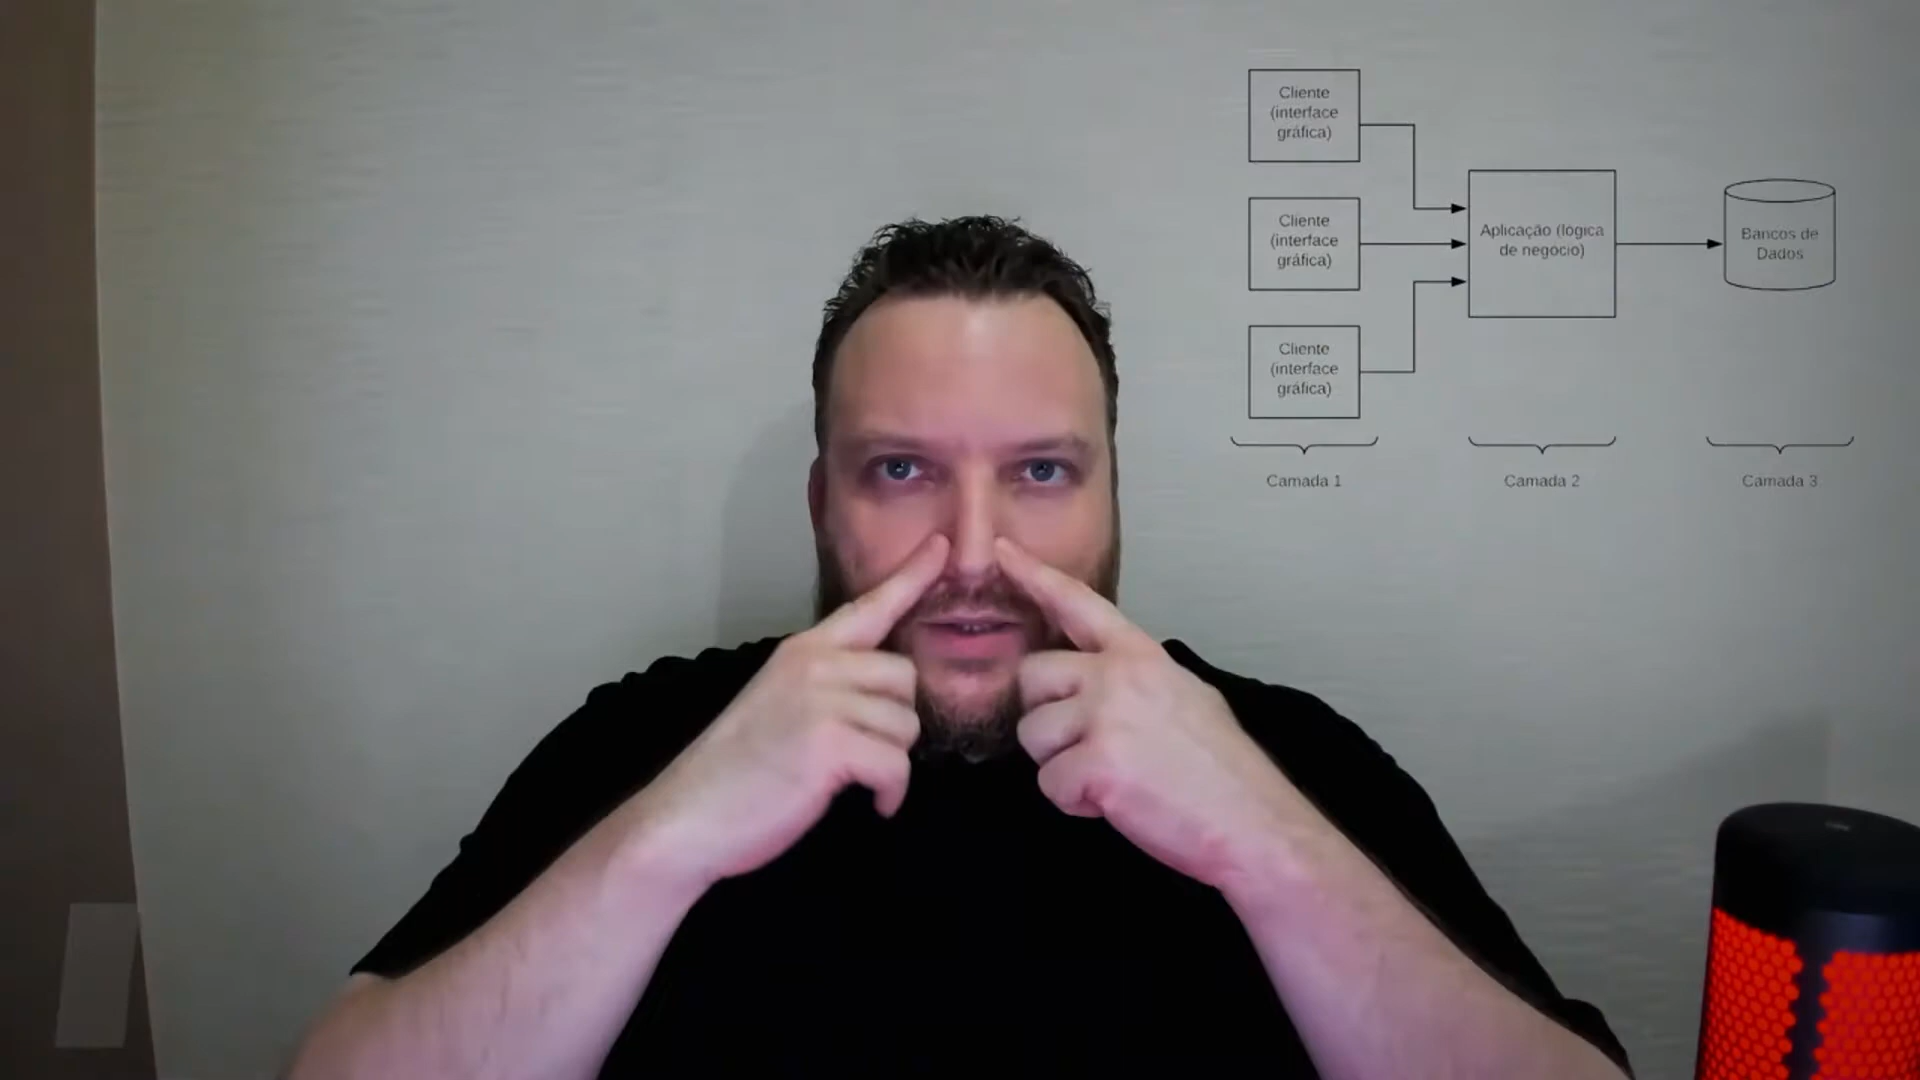 Cliente
(interface
gráfica)
Cliente
(interface
gráfica)
Cliente
(interface
gráfica)
Aplicação (lógica
de negócio)
Bancos de
Dados
Camada 1
Camada 2
Camada 3